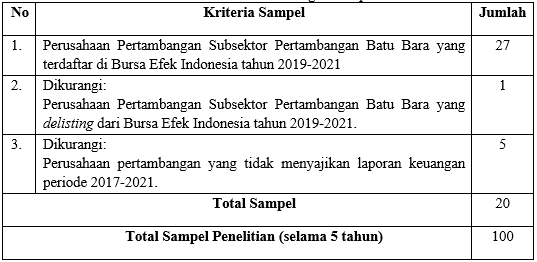 No Kriteria Sampel Jumlah
1. Perusahaan Pertambangan Subsektor Pertambangan Batu Bara yang 27
terdaftar di Bursa Efek Indonesia tahun 2019-2021
2. Dikurangi: 1
Perusahaan Pertambangan Subsektor Pertambangan Batu Bara yang
delisting dari Bursa Efek Indonesia tahun 2019-2021.
3. Dikurangi: 5
Perusahaan pertambangan yang tidak menyajikan laporan keuangan
periode 2017-2021.
Total Sampel 20
Total Sampel Penelitian (selama 5 tahun) 100